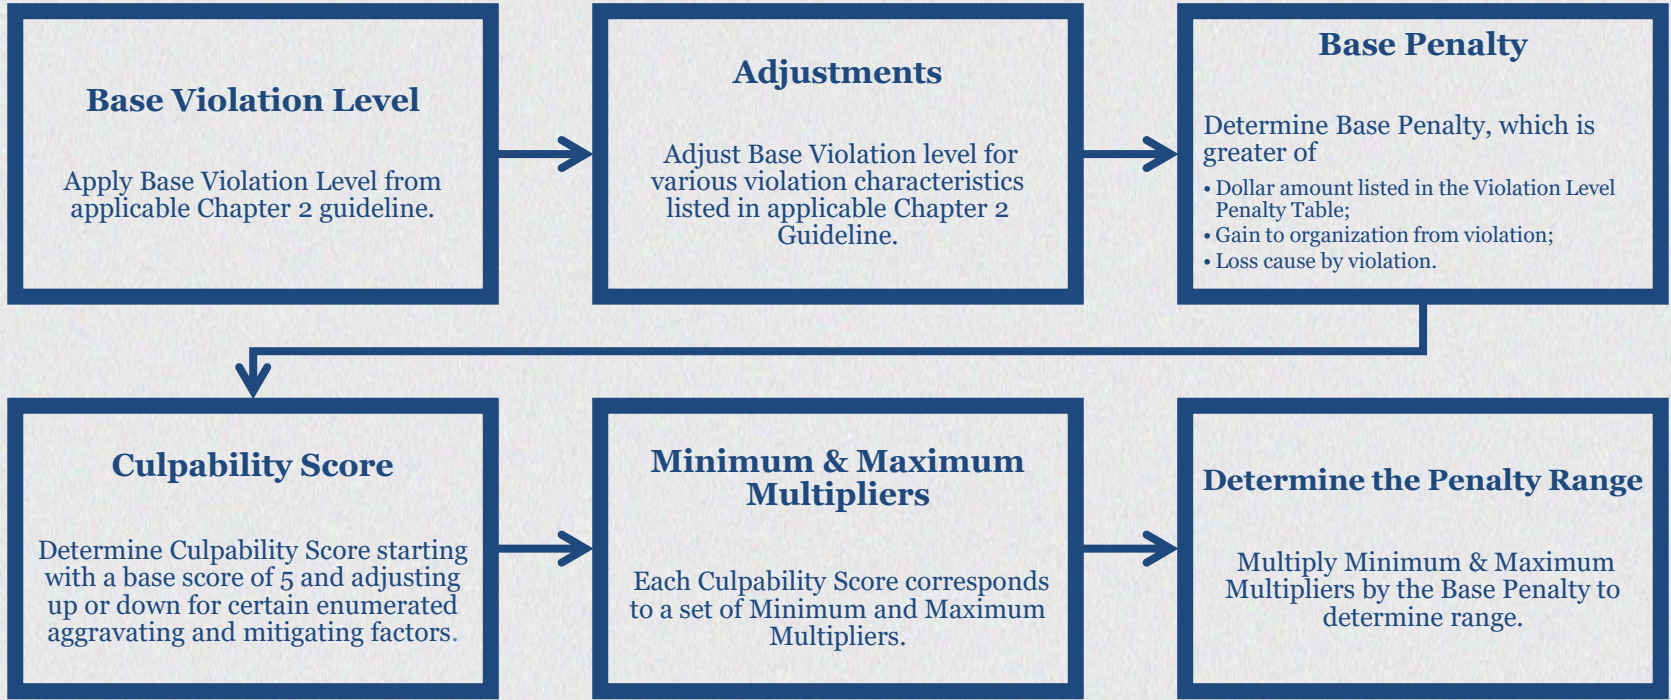 Base Violation Level
Apply Base Violation Level from
applicable Chapter 2 guideline.
Adjustments
Adjust Base Violation level for
various violation characteristics
listed in applicable Chapter 2
Guideline.
Base Penalty
Determine Base Penalty, which is
greater of
• Dollar amount listed in the Violation Level
Penalty Table;
• Gain to organization from violation;
• Loss cause by violation.
Culpability Score
Determine Culpability Score starting
with a base score of 5 and adjusting
up or down for certain enumerated
aggravating and mitigating factors.
Minimum & Maximum
Multipliers
Each Culpability Score corresponds
to a set of Minimum and Maximum
Multipliers.
Determine the Penalty Range
Multiply Minimum & Maximum
Multipliers by the Base Penalty to
determine range.